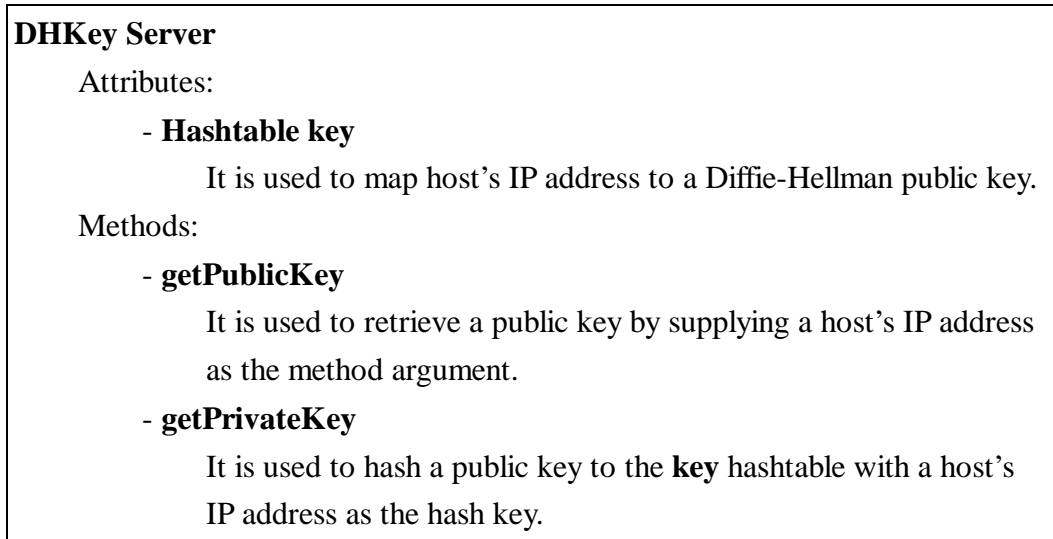 DHKey Server
Attributes:
- Hashtable key
It is used to map host’s IP address to a Diffie-Hellman public key.
Methods:
- getPublicKey
It is used to retrieve a public key by supplying a host’s IP address
as the method argument.
- getPrivateKey
It is used to hash a public key to the key hashtable with a host’s
IP address as the hash key.